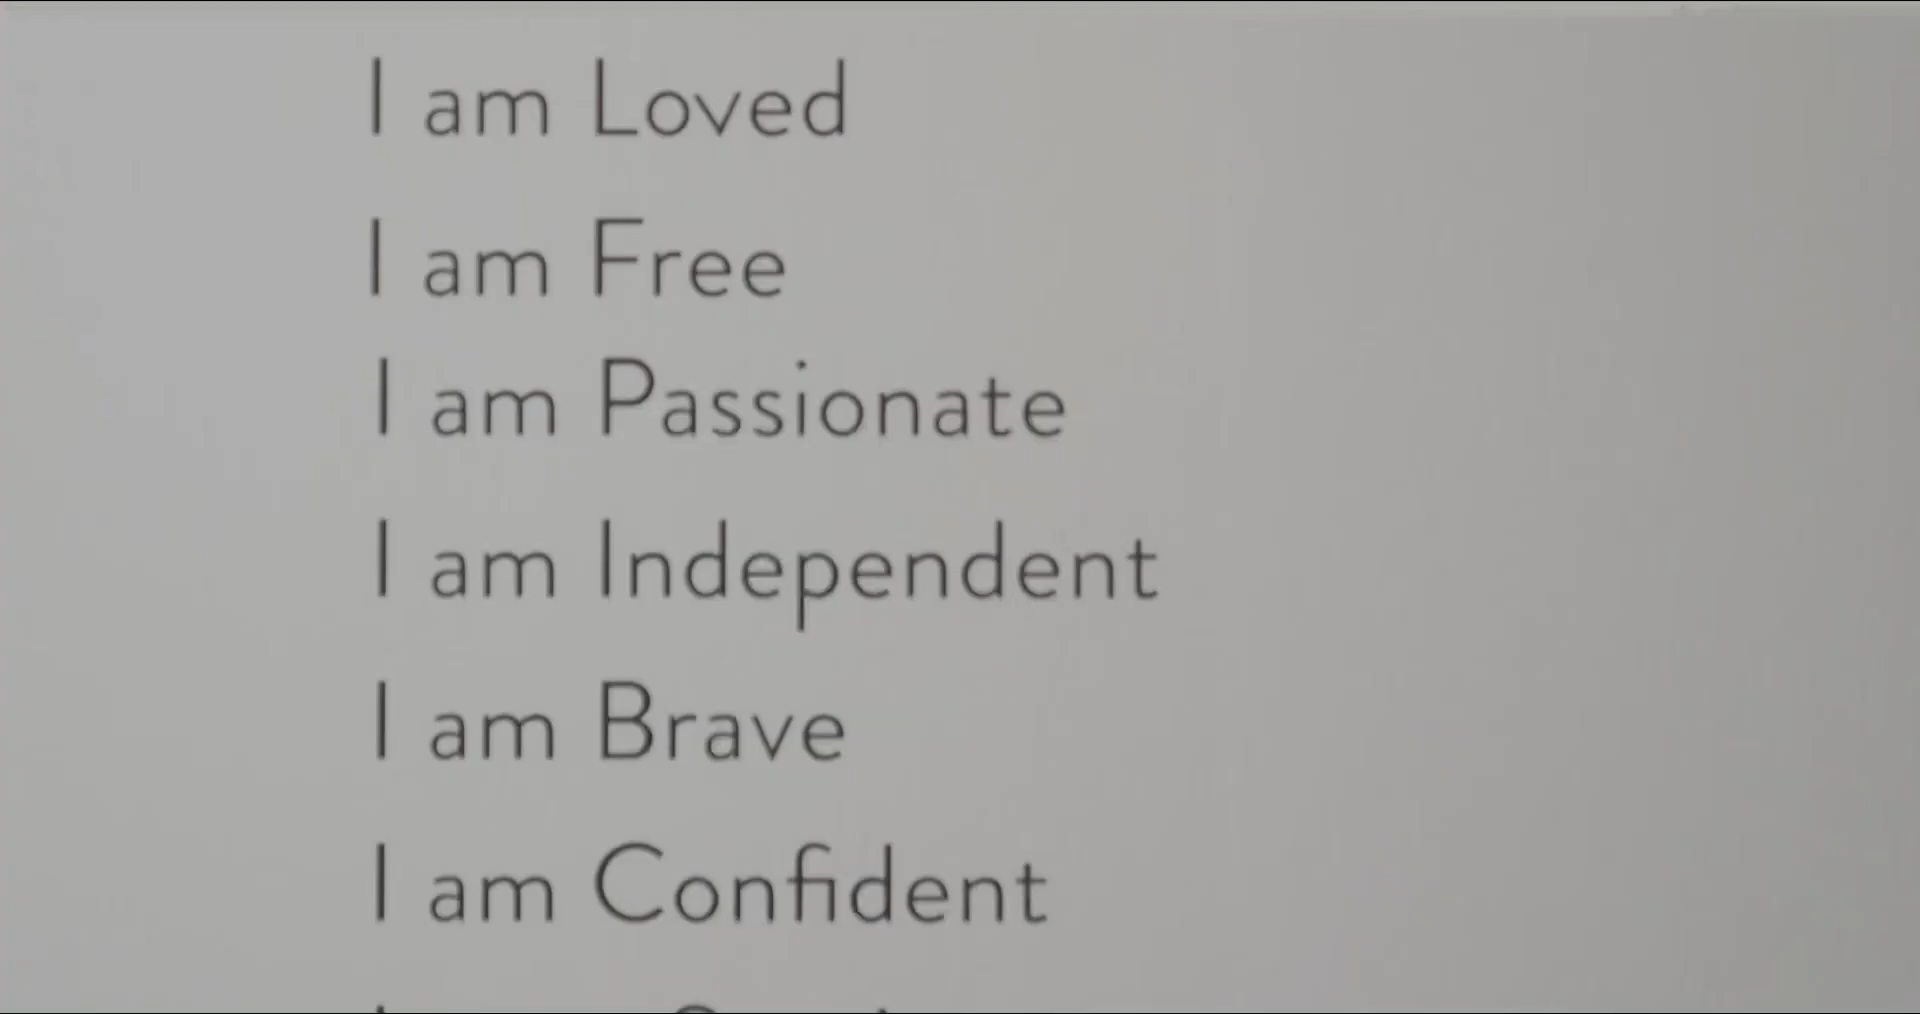 I am Loved
I am Free
I am Passionate
I am Independent
I am Brave
I am Confident